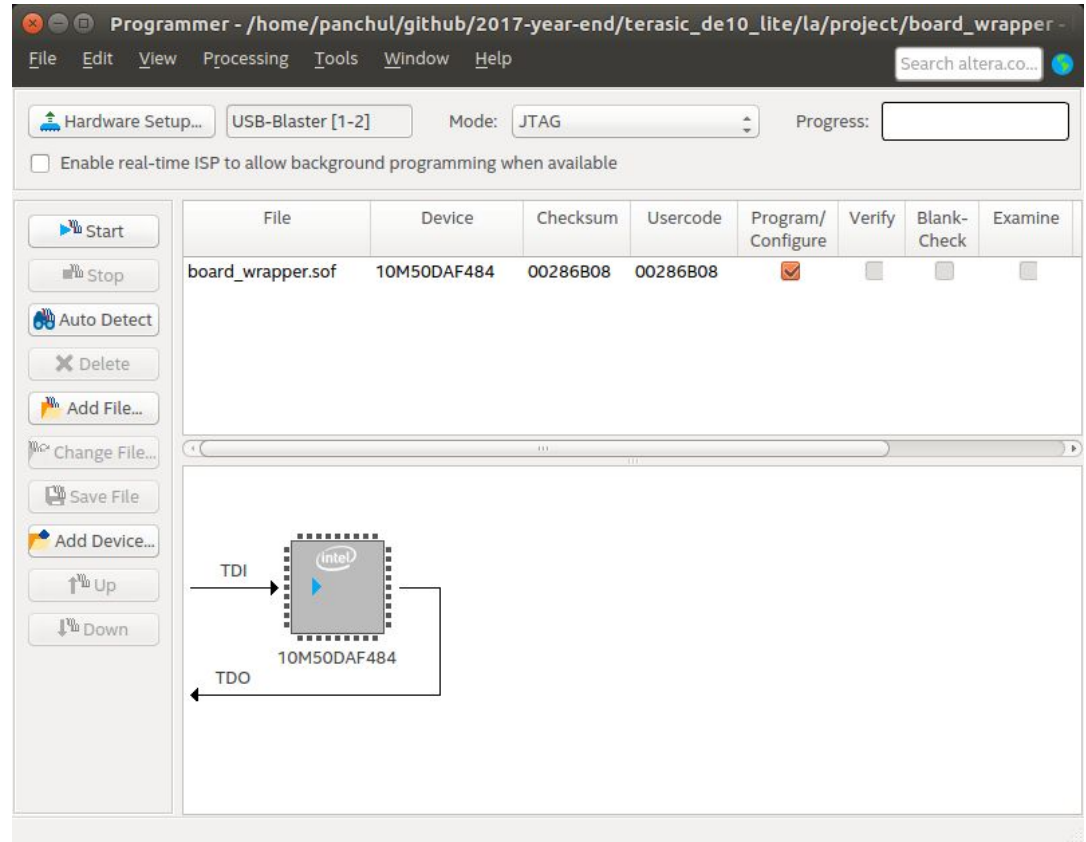 Programmer - /home/panchul/github/2017-year-end/terasic_de10_lite/la/project/board_wrapper -
File Edit View Processing Tools Window Help
Search altera.co...
Hardware Setup... USB-Blaster [1-2] Mode: JTAG Progress:
Enable real-time ISP to allow background programming when available
Start
Stop
Auto Detect
Delete
Add File...
Change File...
Save File
Add Device...
Up
Down
File Device Checksum Usercode Program/ Verify Blank- Examine
Configure Check
board_wrapper.sof 10M50DAF484 00286B08 00286B08
intel
TDI
10M50DAF484
TDO